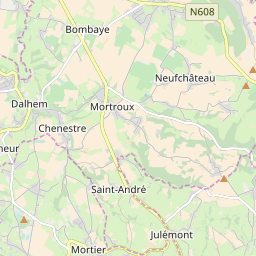 N608
Bombaye
Neufchâteau
Dalhem
Mortroux
Chenestre
neur
Saint-André
Julémont
Mortier